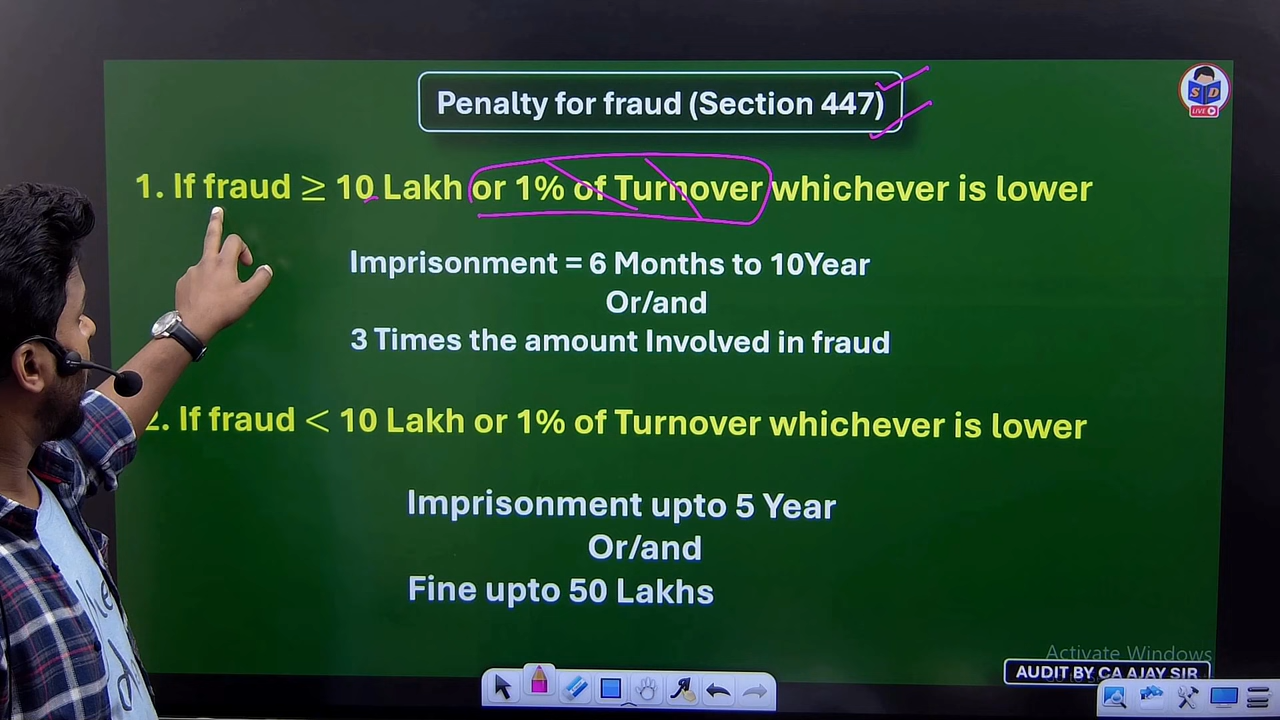 Penalty for fraud (Section 447)
S D
LIVE
1. If fraud ≥ 10 Lakh or 1% of Turnover whichever is lower
Imprisonment = 6 Months to 10Year
Or/and
3 Times the amount Involved in fraud
2. If fraud < 10 Lakh or 1% of Turnover whichever is lower
Imprisonment upto 5 Year
Or/and
Fine upto 50 Lakhs
Activate Windows
AUDIT BY CA AJAY SIR